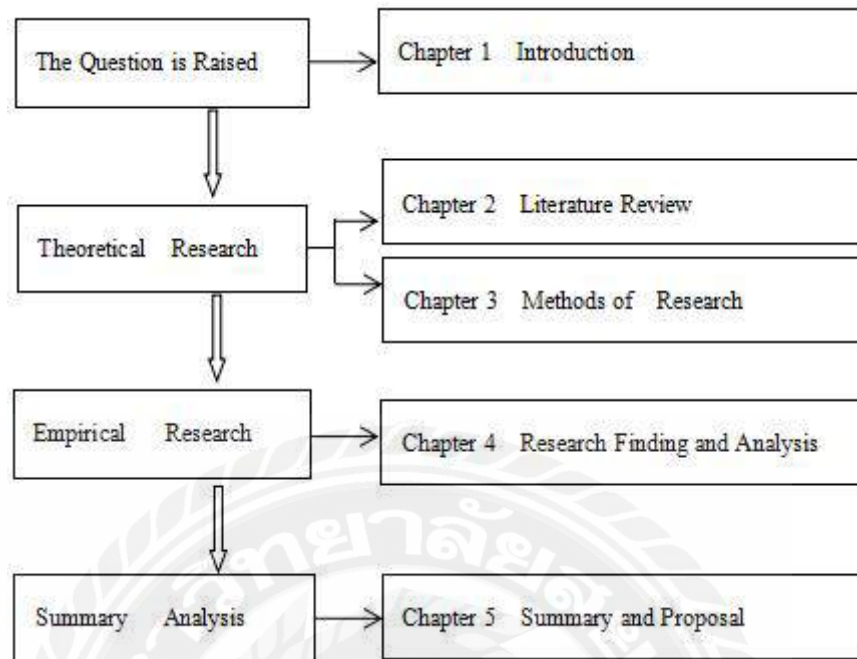 The Question is Raised
Chapter 1 Introduction
Theoretical Research
Chapter 2 Literature Review
Chapter 3 Methods of Research
Empirical Research
Chapter 4 Research Finding and Analysis
Summary Analysis
Chapter 5 Summary and Proposal